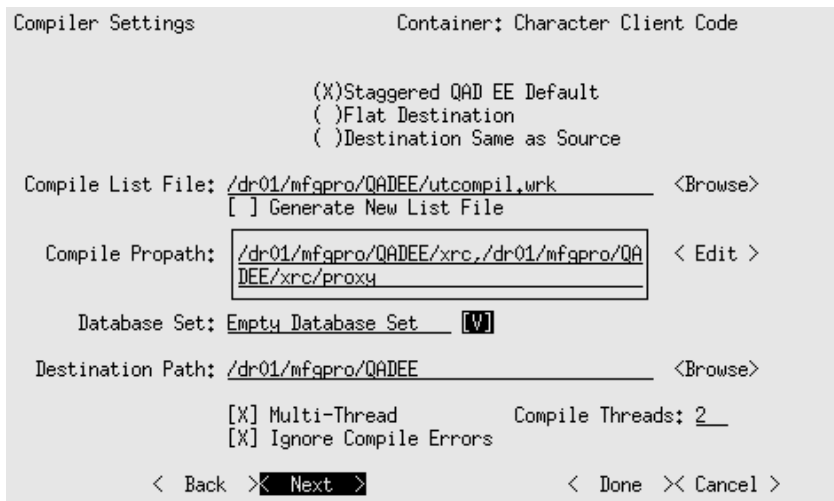 Compiler Settings Container: Character Client Code
(X)Staggered QAD EE Default
( )Flat Destination
( )Destination Same as Source
Compile List File: /dr01/mfgpro/QADEE/utcompil.wrk <Browse>
[ ] Generate New List File
Compile Propath: /dr01/mfgpro/QADEE/xrc,/dr01/mfgpro/QA < Edit >
DEE/xrc/proxy
Database Set: Empty Database Set [V]
Destination Path: /dr01/mfgpro/QADEE <Browse>
[X] Multi-Thread Compile Threads: 2
[X] Ignore Compile Errors
< Back >< Next > < Done >< Cancel >